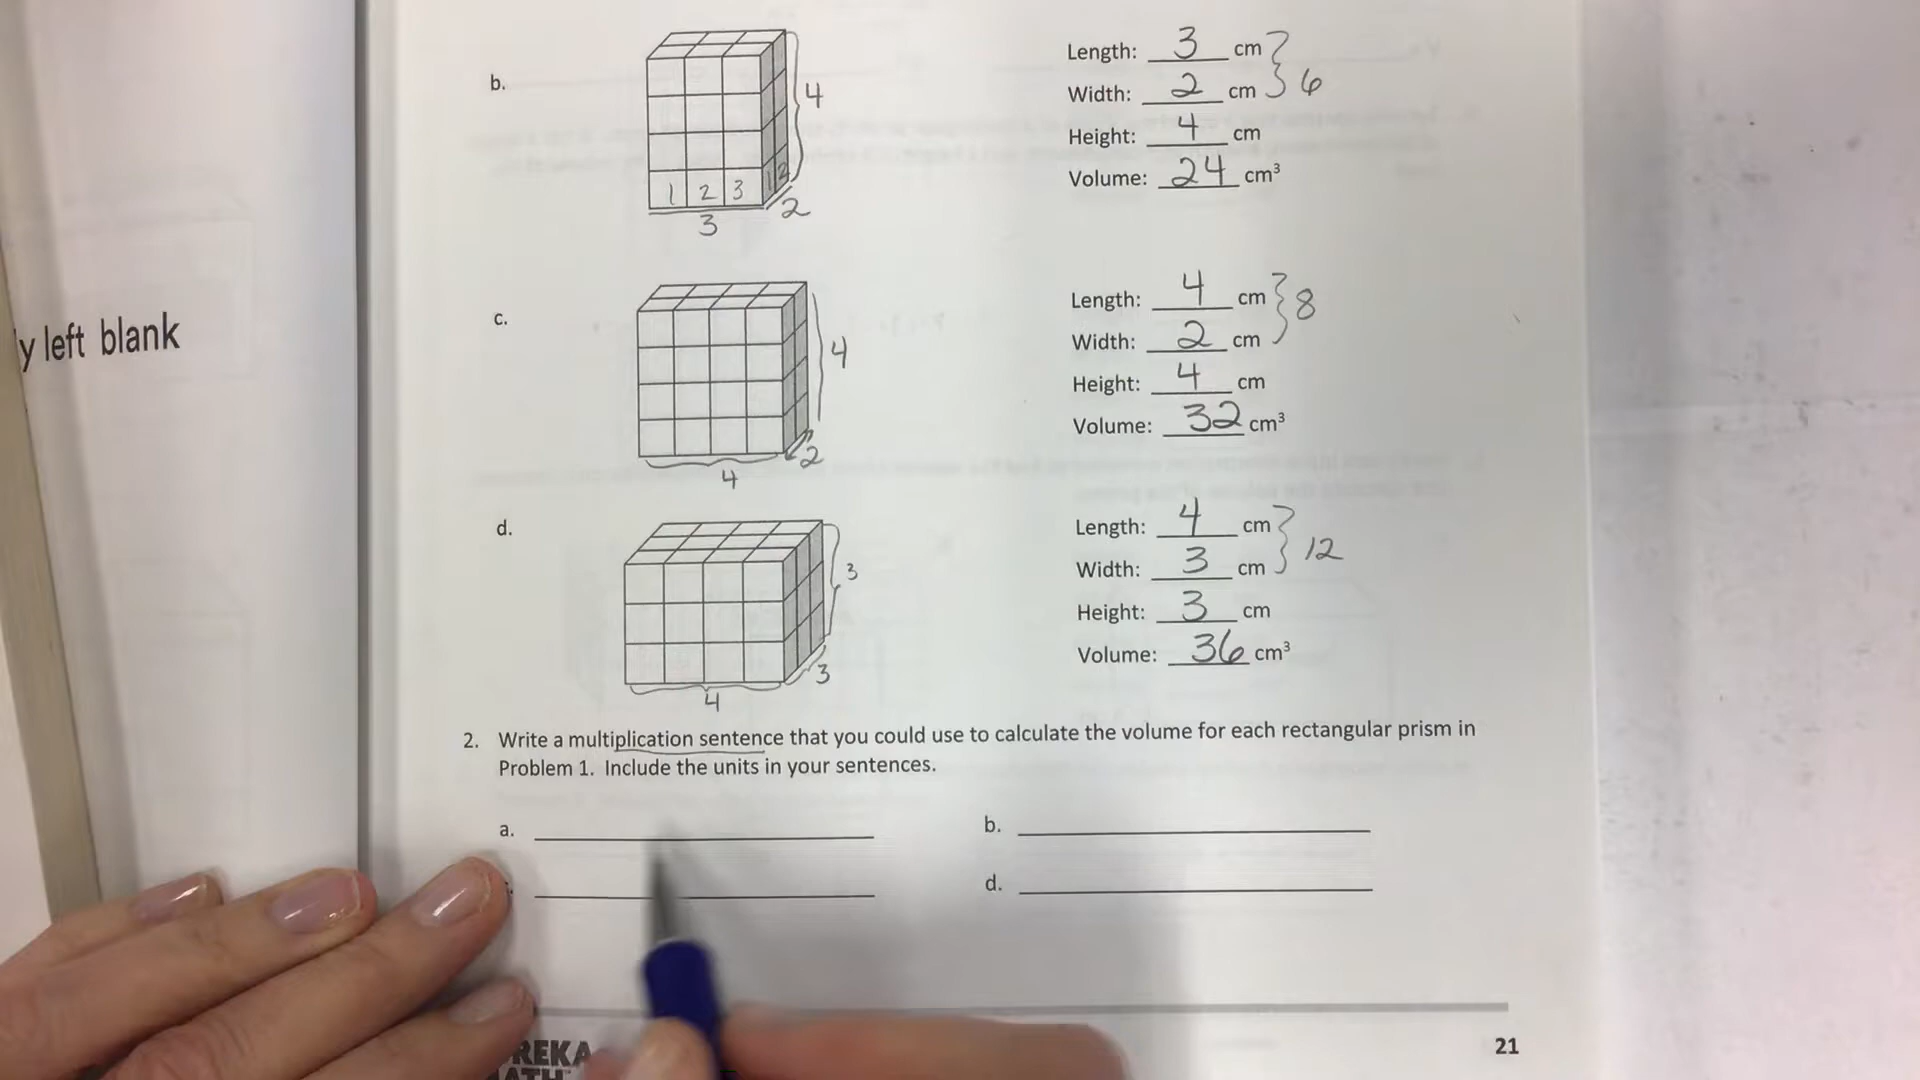 b.
4
1 2 3 1 2
3
2
Length: 3 cm
Width: 2 cm
6
Height: 4 cm
Volume: 24 cm³
y left blank
c.
4
4
2
Length: 4 cm
Width: 2 cm
8
Height: 4 cm
Volume: 32 cm³
d.
3
3
4
Length: 4 cm
Width: 3 cm
12
Height: 3 cm
Volume: 36 cm³
2. Write a multiplication sentence that you could use to calculate the volume for each rectangular prism in
Problem 1. Include the units in your sentences.
a.
b.
d.
REKA
MATH
21